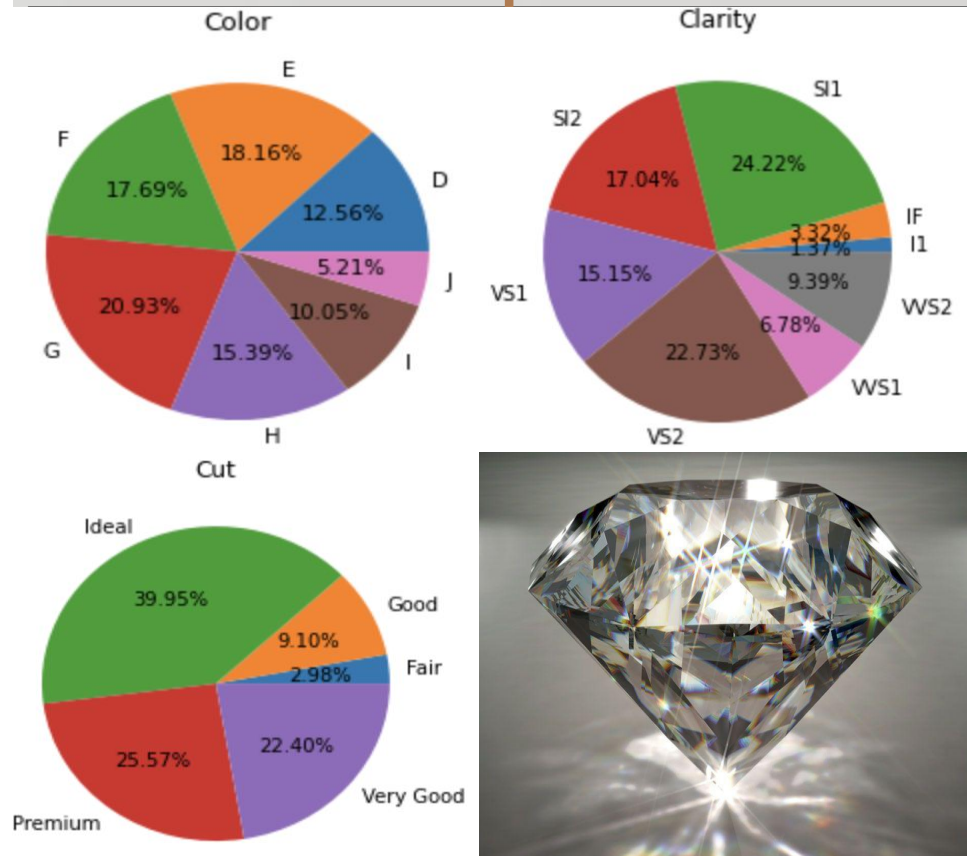 Color
E
F
18.16%
D
17.69%
12.56%
5.21%
J
20.93%
10.05%
G
15.39%
I
H
Clarity
SI1
SI2
24.22%
17.04%
IF
3.32%
I1
1.37%
15.15%
9.39%
VS1
VVS2
6.78%
22.73%
VVS1
VS2
Cut
Ideal
39.95%
Good
9.10%
Fair
2.98%
22.40%
25.57%
Very Good
Premium